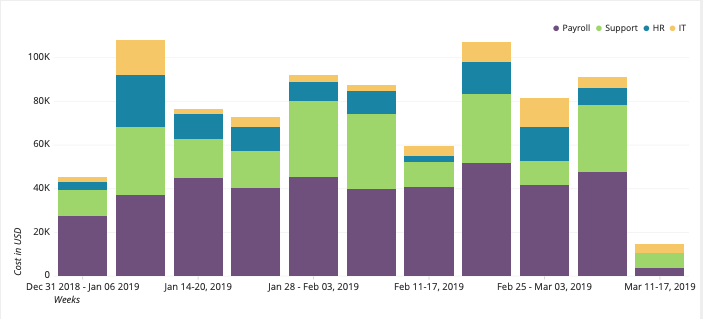 Payroll Support HR IT
100K
80K
60K
40K
20K
0
Cost in USD
Dec 31 2018 - Jan 06 2019 Jan 14-20, 2019 Jan 28 - Feb 03, 2019 Feb 11-17, 2019 Feb 25 - Mar 03, 2019 Mar 11-17, 2019
Weeks